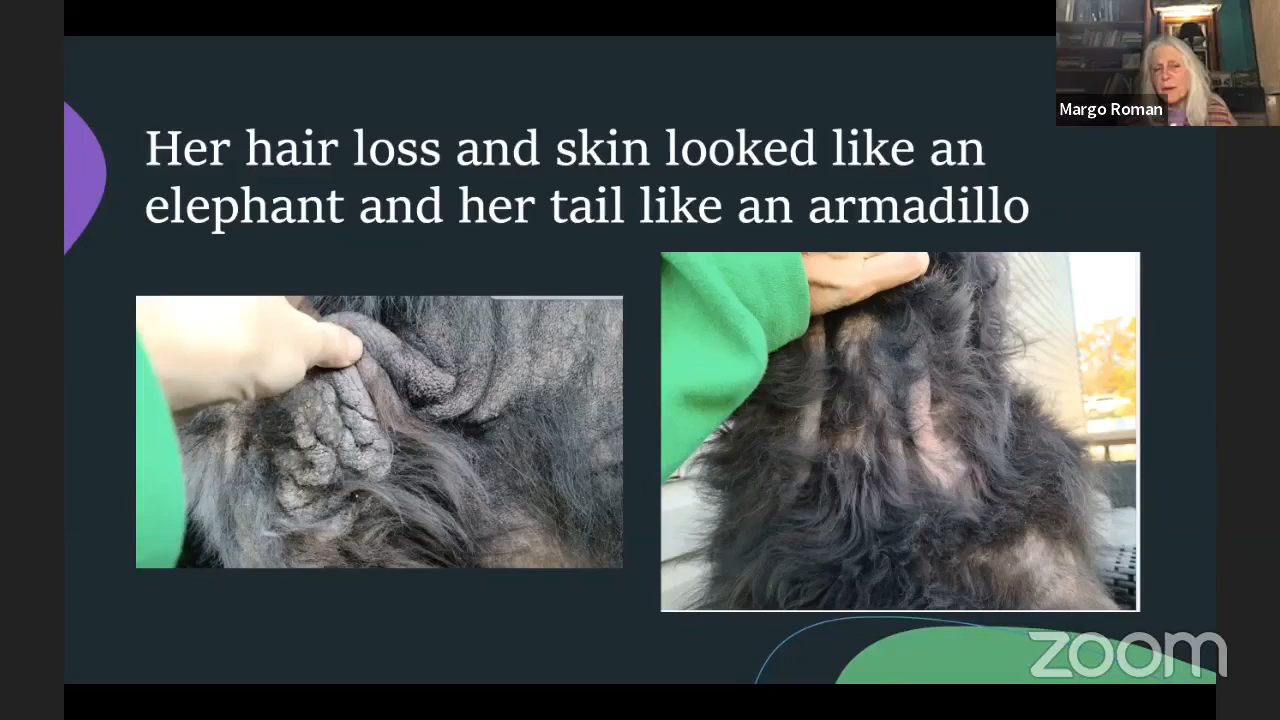 Margo Roman
Her hair loss and skin looked like an
elephant and her tail like an armadillo
zoom